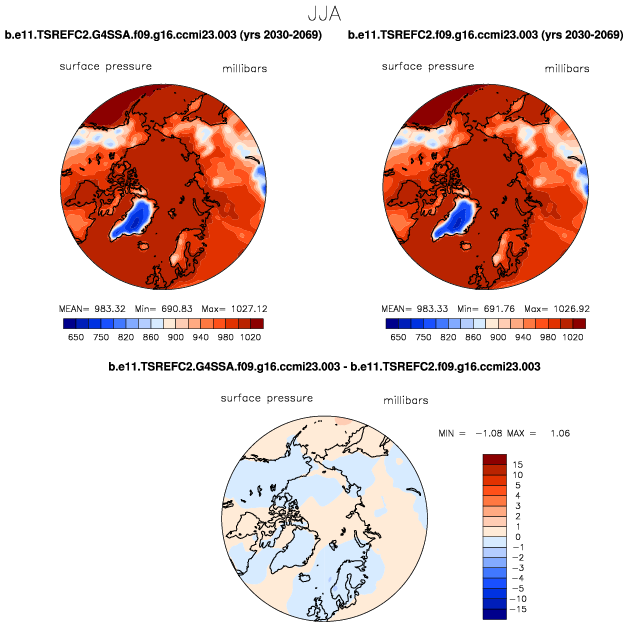 JJA
b.e11.TSREFC2.G4SSA.f09.g16.ccmi23.003 (yrs 2030-2069)
b.e11.TSREFC2.f09.g16.ccmi23.003 (yrs 2030-2069)
surface pressure
millibars
surface pressure
millibars
MEAN= 983.32 Min= 690.83 Max= 1027.12
MEAN= 983.33 Min= 691.76 Max= 1026.92
650 750 820 860 900 940 980 1020
650 750 820 860 900 940 980 1020
b.e11.TSREFC2.G4SSA.f09.g16.ccmi23.003 - b.e11.TSREFC2.f09.g16.ccmi23.003
surface pressure
millibars
MIN = -1.08 MAX = 1.06
15
10
5
4
3
2
1
0
-1
-2
-3
-4
-5
-10
-15